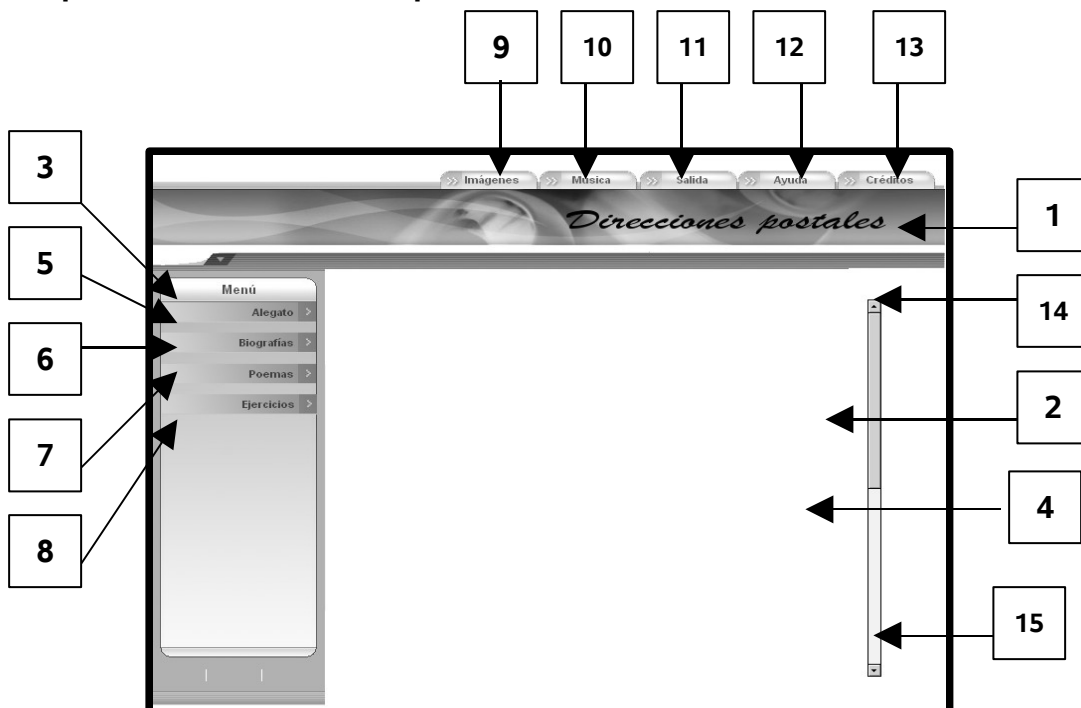 9 10 11 12 13
3
» Imágenes » Música » Salida » Ayuda » Créditos
Direcciones postales
1
5
Menú
Alegato >
14
6
Biografías >
Poemas >
2
7
Ejercicios >
4
8
15